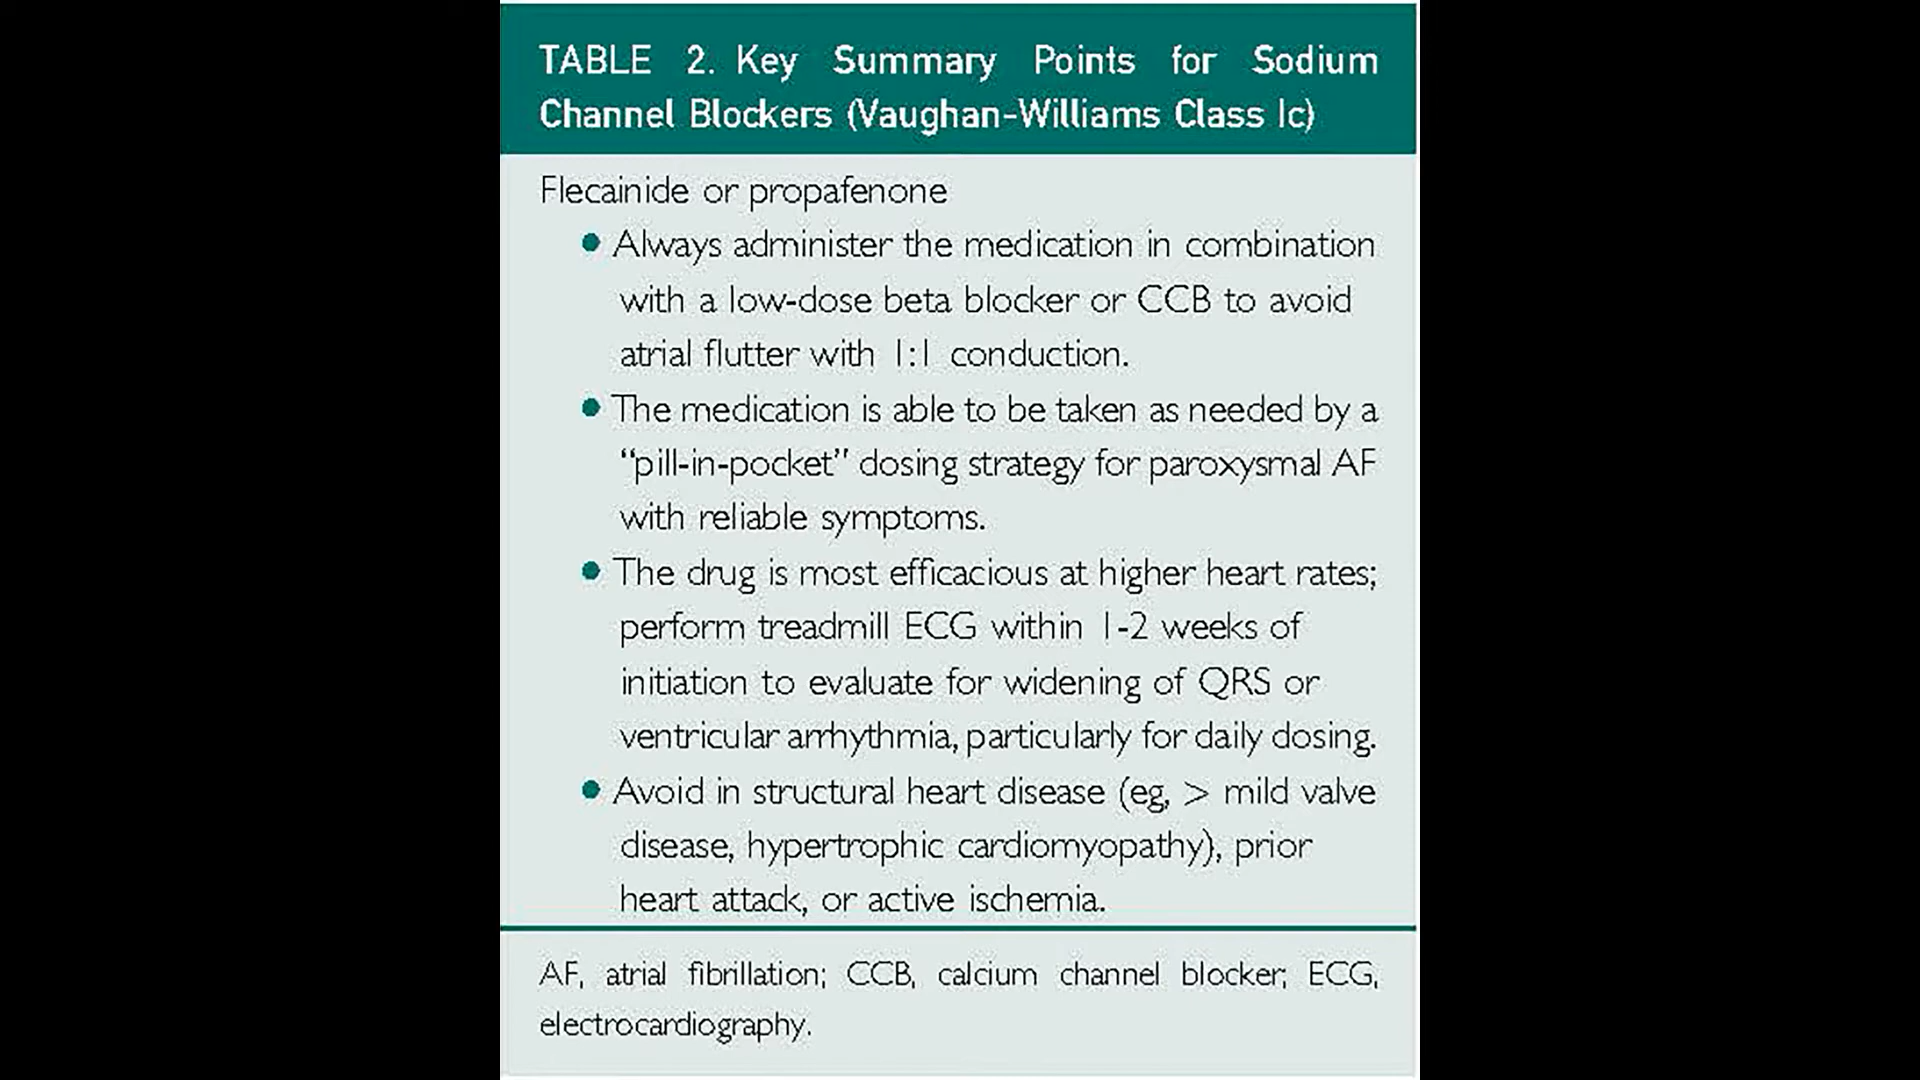 TABLE 2. Key Summary Points for Sodium
Channel Blockers (Vaughan-Williams Class Ic)
Flecainide or propafenone
● Always administer the medication in combination
with a low-dose beta blocker or CCB to avoid
atrial flutter with 1:1 conduction.
● The medication is able to be taken as needed by a
“pill-in-pocket” dosing strategy for paroxysmal AF
with reliable symptoms.
● The drug is most efficacious at higher heart rates;
perform treadmill ECG within 1-2 weeks of
initiation to evaluate for widening of QRS or
ventricular arrhythmia, particularly for daily dosing.
● Avoid in structural heart disease (eg, > mild valve
disease, hypertrophic cardiomyopathy), prior
heart attack, or active ischemia.
AF, atrial fibrillation; CCB, calcium channel blocker; ECG,
electrocardiography.